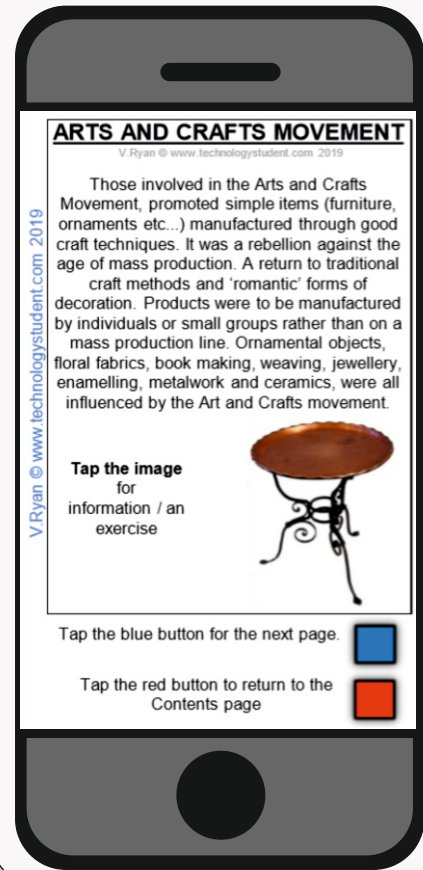 ARTS AND CRAFTS MOVEMENT
V.Ryan © www.technologystudent.com 2019
V.Ryan © www.technologystudent.com 2019
Those involved in the Arts and Crafts
Movement, promoted simple items (furniture,
ornaments etc...) manufactured through good
craft techniques. It was a rebellion against the
age of mass production. A return to traditional
craft methods and ‘romantic’ forms of
decoration. Products were to be manufactured
by individuals or small groups rather than on a
mass production line. Ornamental objects,
floral fabrics, book making, weaving, jewellery,
enamelling, metalwork and ceramics, were all
influenced by the Art and Crafts movement.
Tap the image
for
information / an
exercise
Tap the blue button for the next page.
Tap the red button to return to the
Contents page